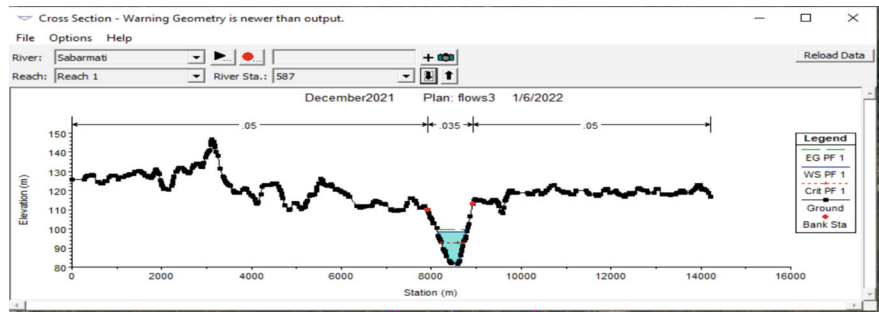 Cross Section - Warning Geometry is newer than output.
File Options Help
River: Sabarmati
Reload Data
Reach: Reach 1 River Sta.: 587
December2021 Plan: flows3 1/6/2022
.05 .035 .05
Legend
EG PF 1
WS PF 1
Crit PF 1
Ground
Bank Sta
Elevation (m)
150
140
130
120
110
100
90
80
0 2000 4000 6000 8000 10000 12000 14000 16000
Station (m)